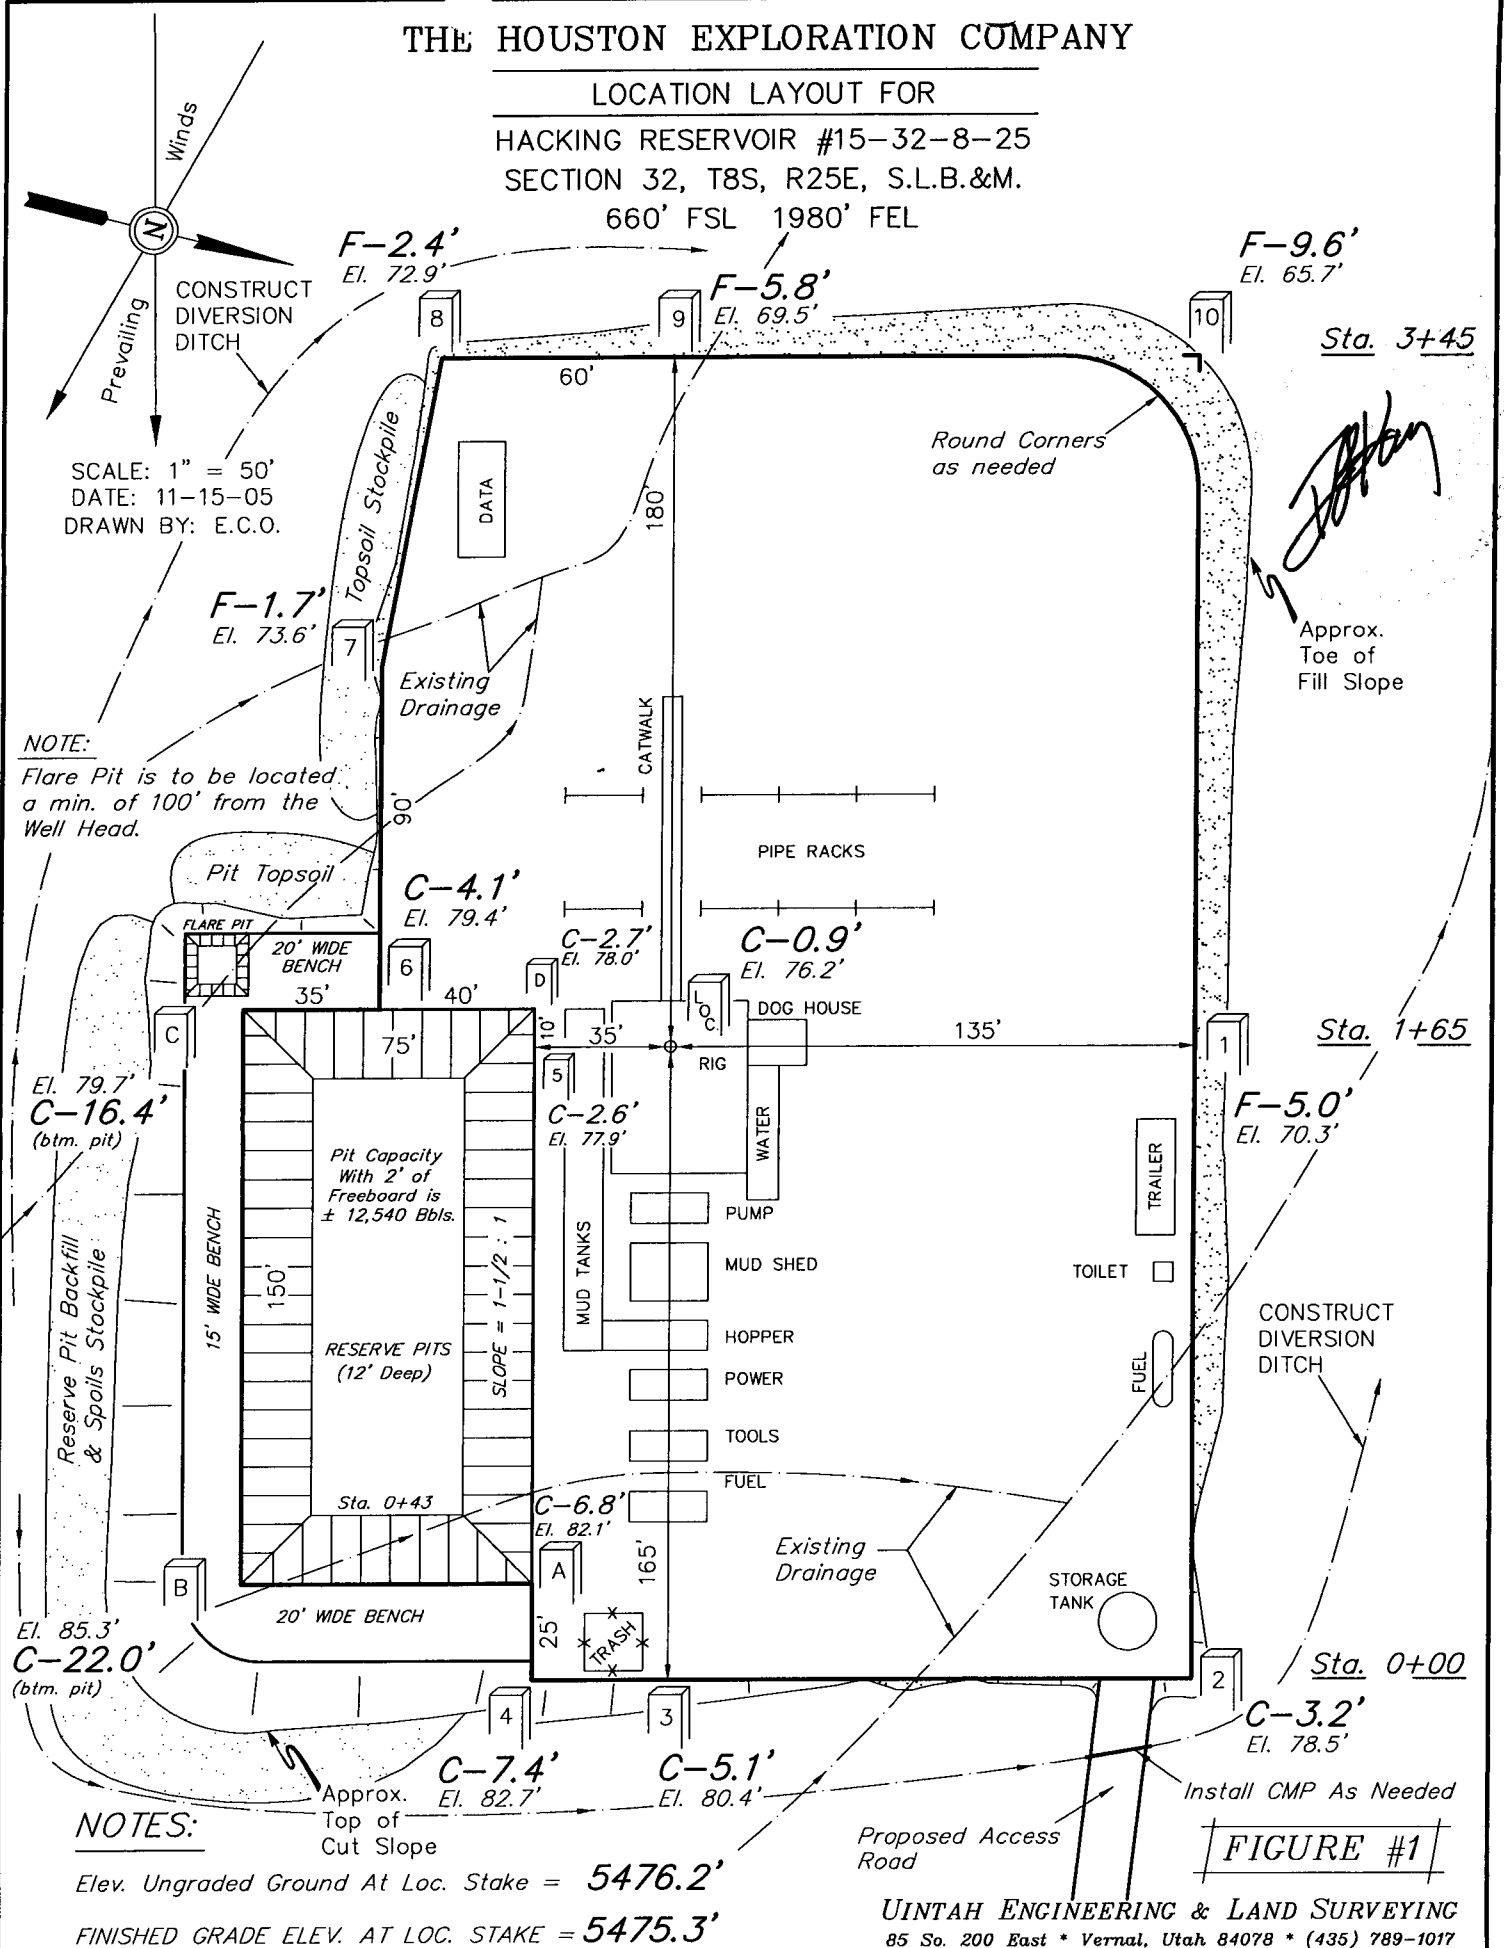 THE HOUSTON EXPLORATION COMPANY
LOCATION LAYOUT FOR
HACKING RESERVOIR #15-32-8-25
SECTION 32, T8S, R25E, S.L.B.&M.
660' FSL 1980' FEL
Winds
N
Prevailing
CONSTRUCT
DIVERSION
DITCH
SCALE: 1" = 50'
DATE: 11-15-05
DRAWN BY: E.C.O.
F-2.4'
El. 72.9'
8
F-5.8'
El. 69.5'
9
F-9.6'
El. 65.7'
10
Sta. 3+45
60'
Topsoil Stockpile
DATA
180'
Round Corners
as needed
F-1.7'
El. 73.6'
7
Approx.
Toe of
Fill Slope
Existing
Drainage
CATWALK
NOTE:
Flare Pit is to be located
a min. of 100' from the
Well Head.
90'
PIPE RACKS
Pit Topsoil
C-4.1'
El. 79.4'
6
FLARE PIT
20' WIDE
BENCH
C-2.7'
El. 78.0'
D
C-0.9'
El. 76.2'
LOC.
DOG HOUSE
35'
40'
10'
C
75'
35'
RIG
135'
1
Sta. 1+65
5
El. 79.7'
C-16.4'
(btm. pit)
C-2.6'
El. 77.9'
F-5.0'
El. 70.3'
WATER
TRAILER
Pit Capacity
With 2' of
Freeboard is
± 12,540 Bbls.
PUMP
MUD TANKS
MUD SHED
TOILET
15' WIDE BENCH
150'
SLOPE = 1-1/2 : 1
Reserve Pit Backfill
& Spoils Stockpile
RESERVE PITS
(12' Deep)
HOPPER
POWER
FUEL
CONSTRUCT
DIVERSION
DITCH
TOOLS
FUEL
Sta. 0+43
C-6.8'
El. 82.1'
A
165'
Existing
Drainage
STORAGE
TANK
B
20' WIDE BENCH
25'
TRASH
El. 85.3'
C-22.0'
(btm. pit)
2
Sta. 0+00
4
3
C-3.2'
El. 78.5'
C-7.4'
El. 82.7'
C-5.1'
El. 80.4'
Approx.
Top of
Cut Slope
Install CMP As Needed
Proposed Access
Road
NOTES:
FIGURE #1
Elev. Ungraded Ground At Loc. Stake = 5476.2'
FINISHED GRADE ELEV. AT LOC. STAKE = 5475.3'
UINTAH ENGINEERING & LAND SURVEYING
85 So. 200 East * Vernal, Utah 84078 * (435) 789-1017